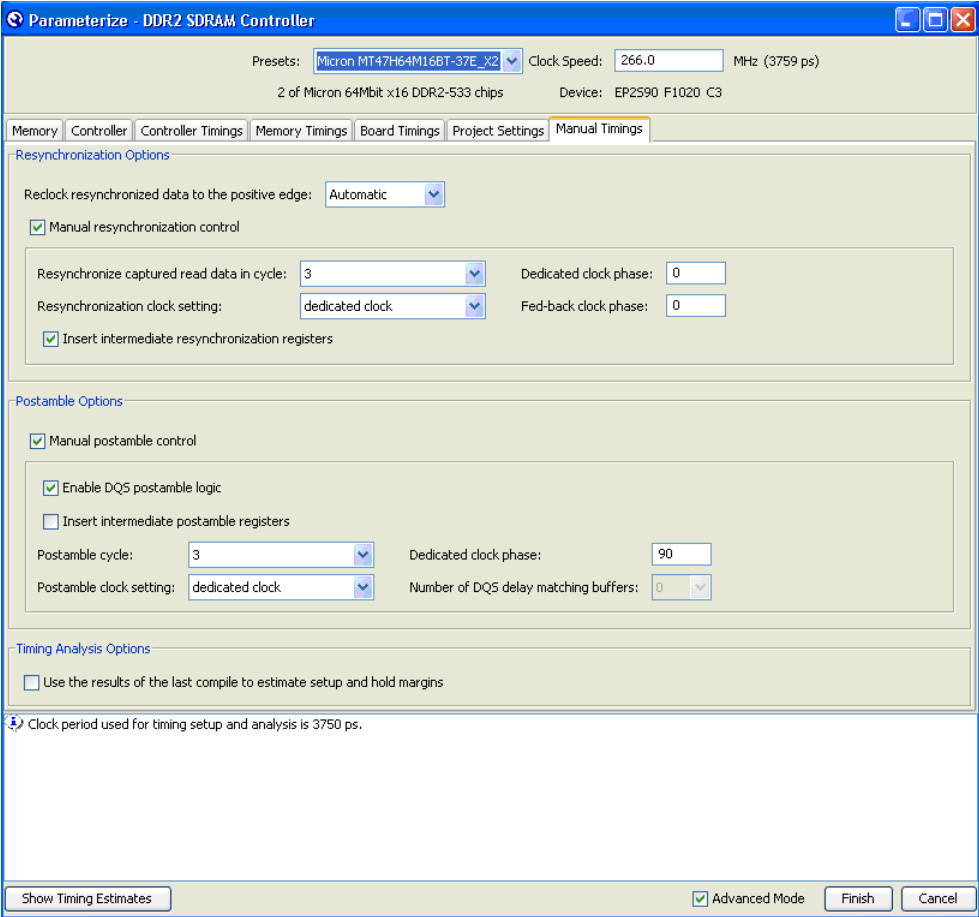 Parameterize - DDR2 SDRAM Controller
Presets: Micron MT47H64M16BT-37E_X2 Clock Speed: 266.0 MHz (3759 ps)
2 of Micron 64Mbit x16 DDR2-533 chips Device: EP2S90 F1020 C3
Memory Controller Controller Timings Memory Timings Board Timings Project Settings Manual Timings
Resynchronization Options
Reclock resynchronized data to the positive edge: Automatic
Manual resynchronization control
Resynchronize captured read data in cycle: 3 Dedicated clock phase: 0
Resynchronization clock setting: dedicated clock Fed-back clock phase: 0
Insert intermediate resynchronization registers
Postamble Options
Manual postamble control
Enable DQS postamble logic
Insert intermediate postamble registers
Postamble cycle: 3 Dedicated clock phase: 90
Postamble clock setting: dedicated clock Number of DQS delay matching buffers: 0
Timing Analysis Options
Use the results of the last compile to estimate setup and hold margins
Clock period used for timing setup and analysis is 3750 ps.
Show Timing Estimates Advanced Mode Finish Cancel